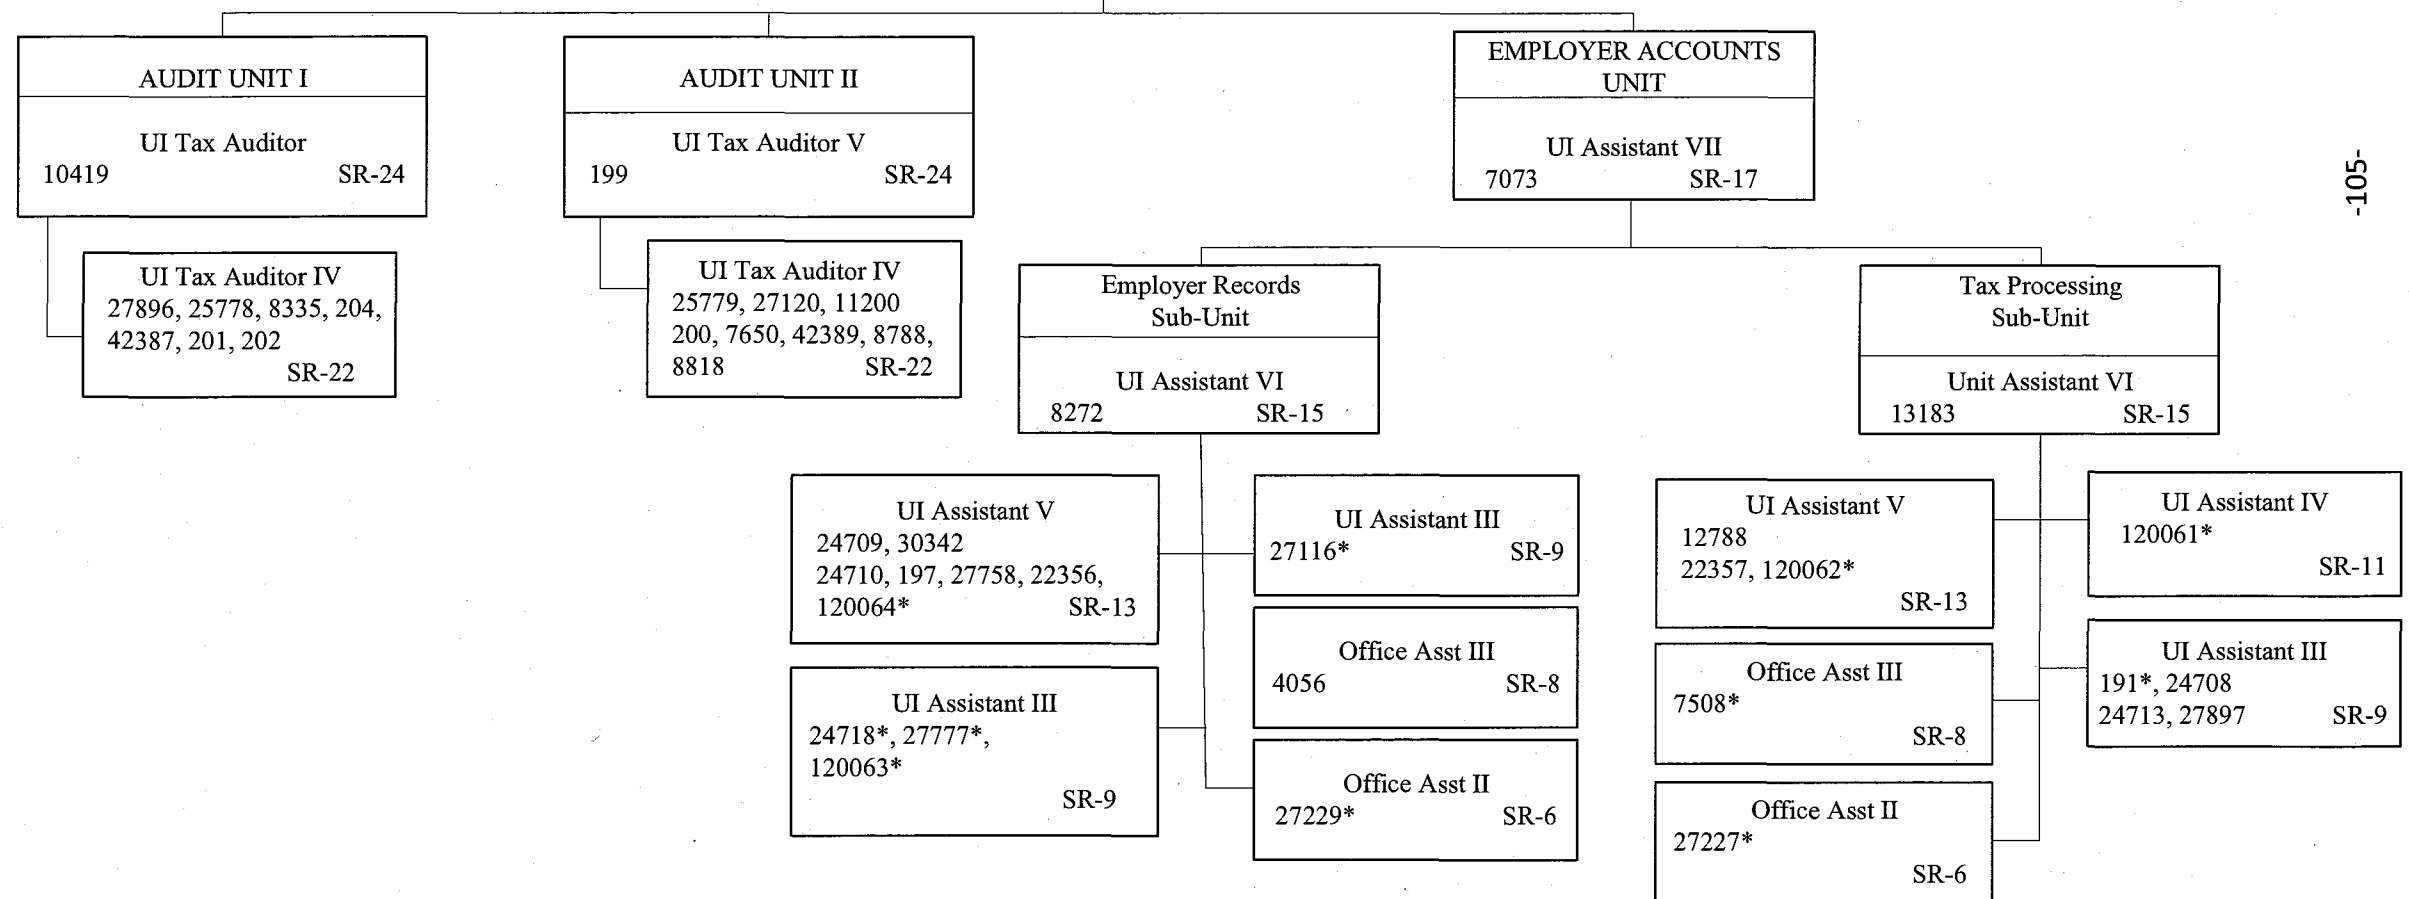 AUDIT UNIT I
UI Tax Auditor
10419 SR-24
UI Tax Auditor IV
27896, 25778, 8335, 204,
42387, 201, 202
SR-22
AUDIT UNIT II
UI Tax Auditor V
199 SR-24
UI Tax Auditor IV
25779, 27120, 11200
200, 7650, 42389, 8788,
8818 SR-22
EMPLOYER ACCOUNTS
UNIT
UI Assistant VII
7073 SR-17
Employer Records
Sub-Unit
UI Assistant VI
8272 SR-15
UI Assistant V
24709, 30342
24710, 197, 27758, 22356,
120064* SR-13
UI Assistant III
24718*, 27777*,
120063*
SR-9
UI Assistant III
27116* SR-9
Office Asst III
4056 SR-8
Office Asst II
27229* SR-6
Tax Processing
Sub-Unit
Unit Assistant VI
13183 SR-15
UI Assistant V
12788
22357, 120062*
SR-13
Office Asst III
7508*
SR-8
Office Asst II
27227*
SR-6
UI Assistant IV
120061*
SR-11
UI Assistant III
191*, 24708
24713, 27897 SR-9
-105-